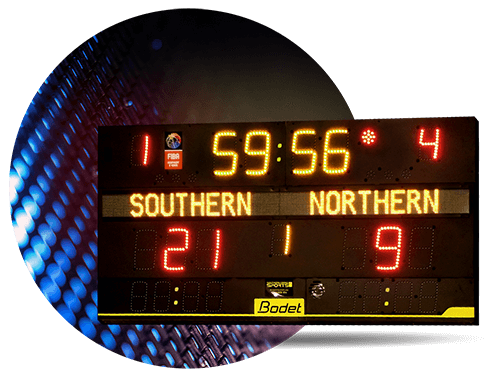 1 FIBA 59:56 * 4
SOUTHERN NORTHERN
21 1 9
SPORTS
Bodet